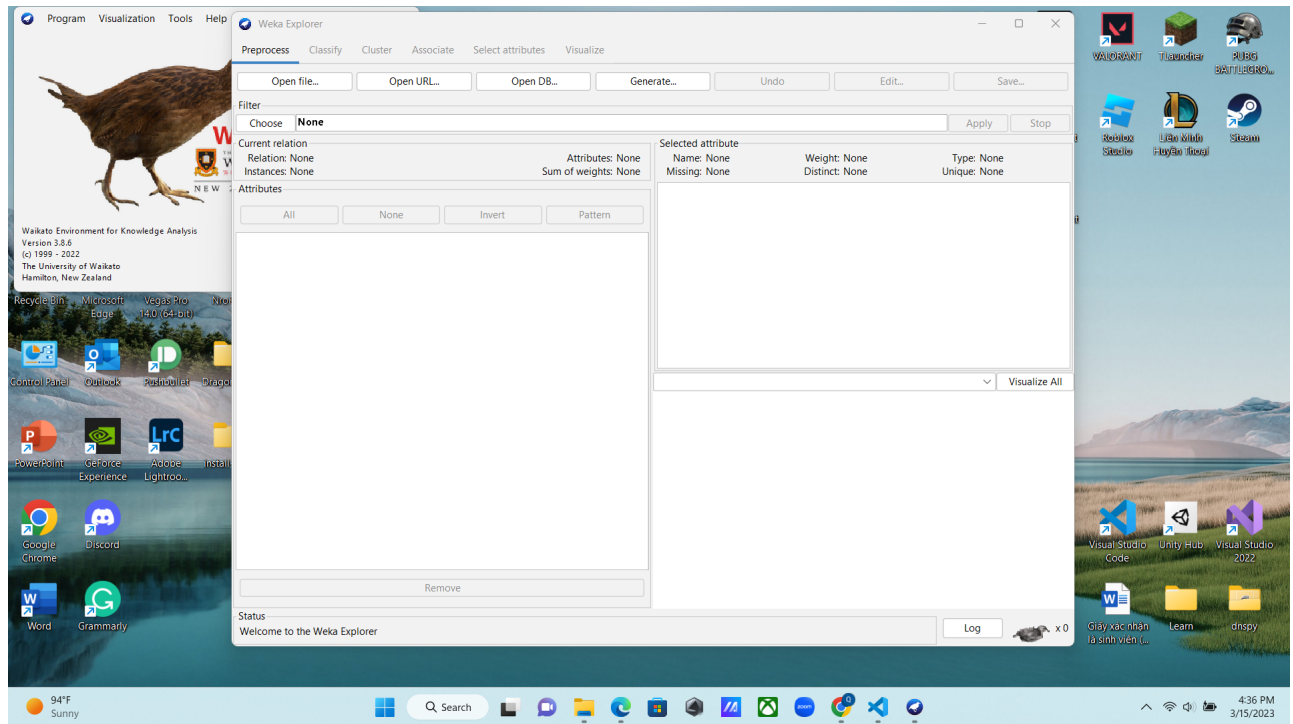 Program Visualization Tools Help
Waikato Environment for Knowledge Analysis
Version 3.8.6
(c) 1999 - 2022
The University of Waikato
Hamilton, New Zealand
Weka Explorer
Preprocess Classify Cluster Associate Select attributes Visualize
Open file... Open URL... Open DB... Generate... Undo Edit... Save...
Filter
Choose None Apply Stop
Current relation
Relation: None Attributes: None
Instances: None Sum of weights: None
Attributes
All None Invert Pattern
Remove
Selected attribute
Name: None Weight: None Type: None
Missing: None Distinct: None Unique: None
Visualize All
Status
Welcome to the Weka Explorer
Log x 0
Recycle Bin
Microsoft
Edge
Vegas Pro
14.0 (64-bit)
Control Panel
Outlook
Pushbullet
PowerPoint
GeForce
Experience
Adobe
Lightroo...
Google
Chrome
Discord
Word
Grammarly
VALORANT
TLauncher
PUBG
BATTLEGRO...
Roblox
Studio
Liên Minh
Huyền Thoại
Steam
Visual Studio
Code
Unity Hub
Visual Studio
2022
Giấy xác nhận
là sinh viên (...
Learn
dnspy
94°F
Sunny
Search
zoom
4:36 PM
3/15/2023